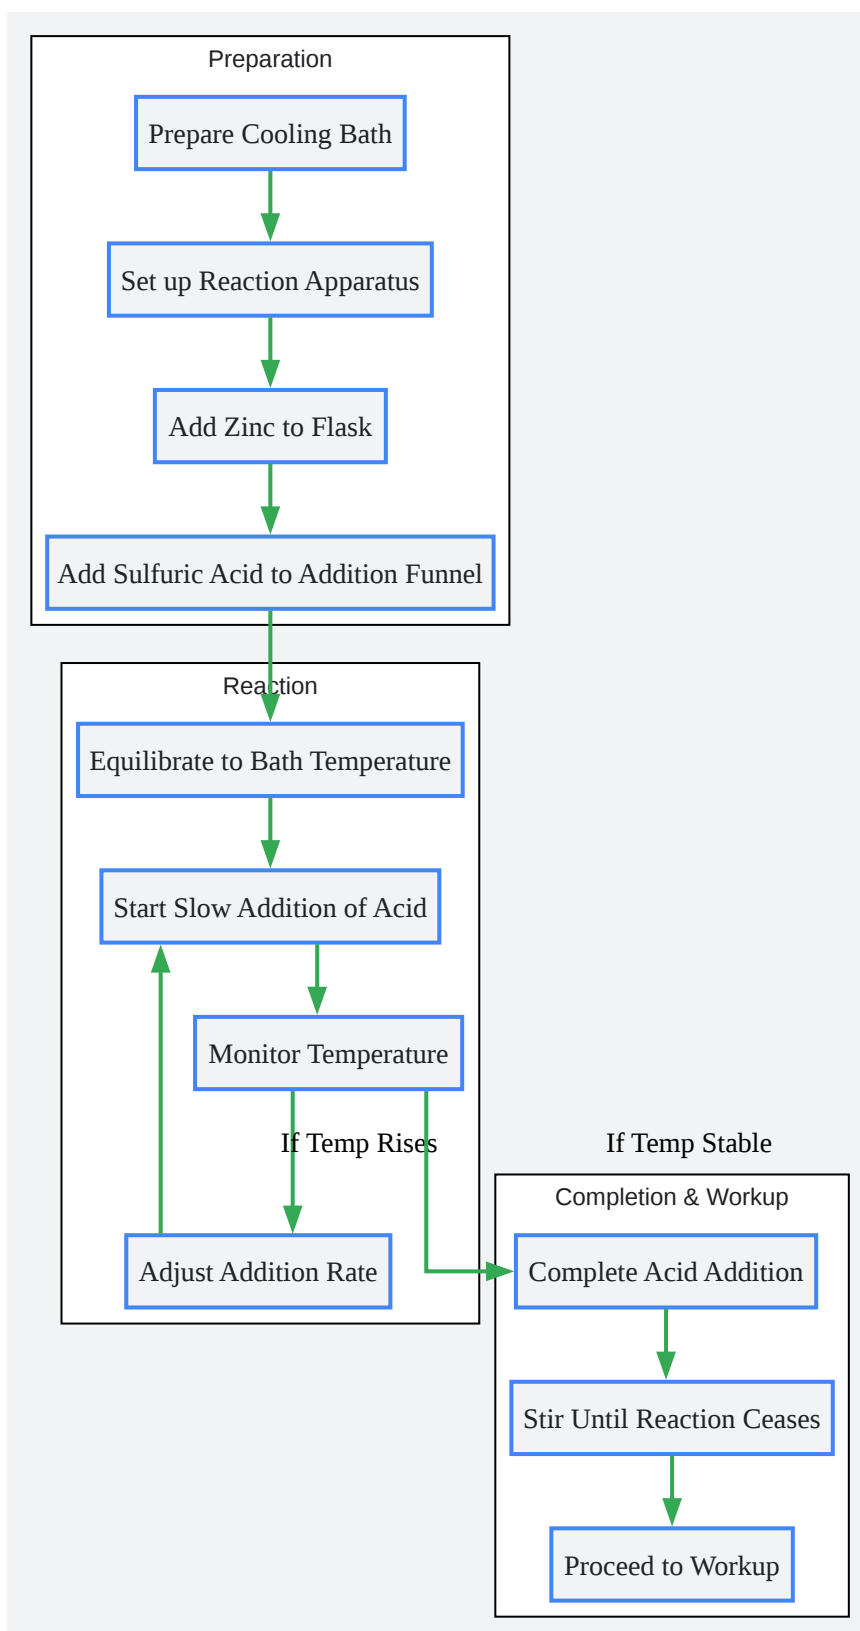 Preparation
Prepare Cooling Bath
Set up Reaction Apparatus
Add Zinc to Flask
Add Sulfuric Acid to Addition Funnel
Reaction
Equilibrate to Bath Temperature
Start Slow Addition of Acid
Monitor Temperature
If Temp Rises
If Temp Stable
Adjust Addition Rate
Completion & Workup
Complete Acid Addition
Stir Until Reaction Ceases
Proceed to Workup